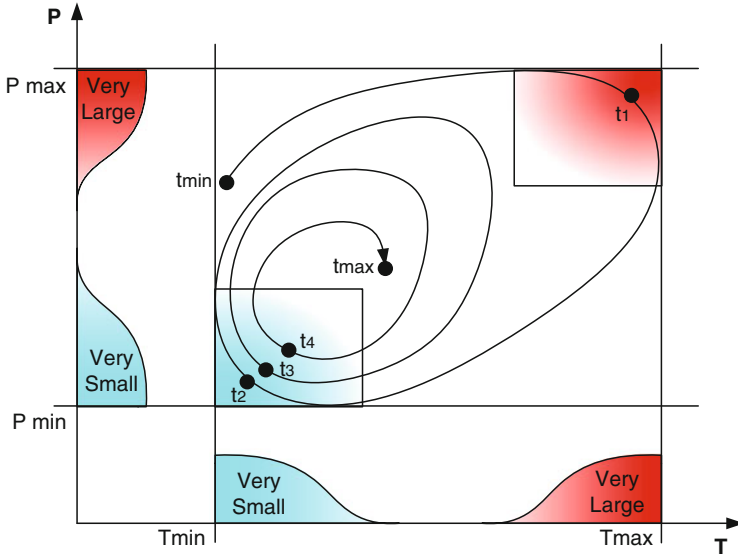 P
P max
Very
Large
t1
tmin
tmax
t4
t3
t2
Very
Small
P min
Very
Small
Very
Large
Tmin
Tmax
T